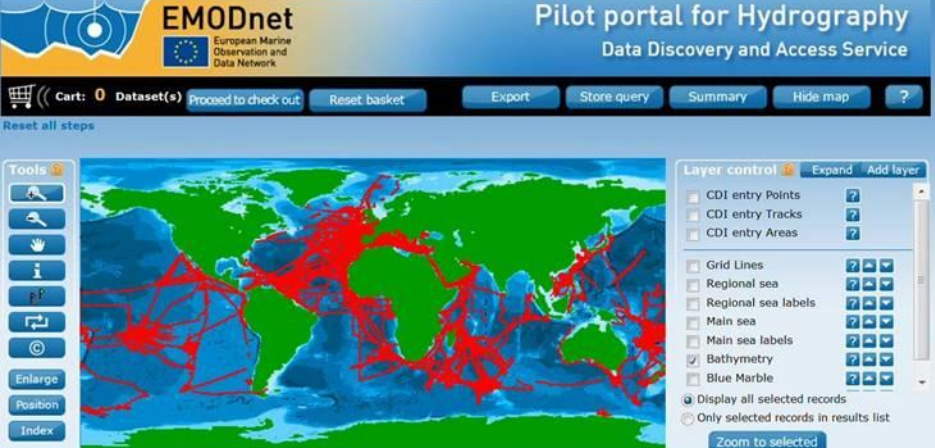 EMODnet
European Marine
Observation and
Data Network
Pilot portal for Hydrography
Data Discovery and Access Service
Cart: 0 Dataset(s) Proceed to check out Reset basket Export Store query Summary Hide map ?
Reset all steps
Tools
i
©
Enlarge
Position
Index
Layer control Expand Add layer
CDI entry Points ?
CDI entry Tracks ?
CDI entry Areas ?
Grid Lines ?
Regional sea ?
Regional sea labels ?
Main sea ?
Main sea labels ?
Bathymetry ?
Blue Marble ?
Display all selected records
Only selected records in results list
Zoom to selected